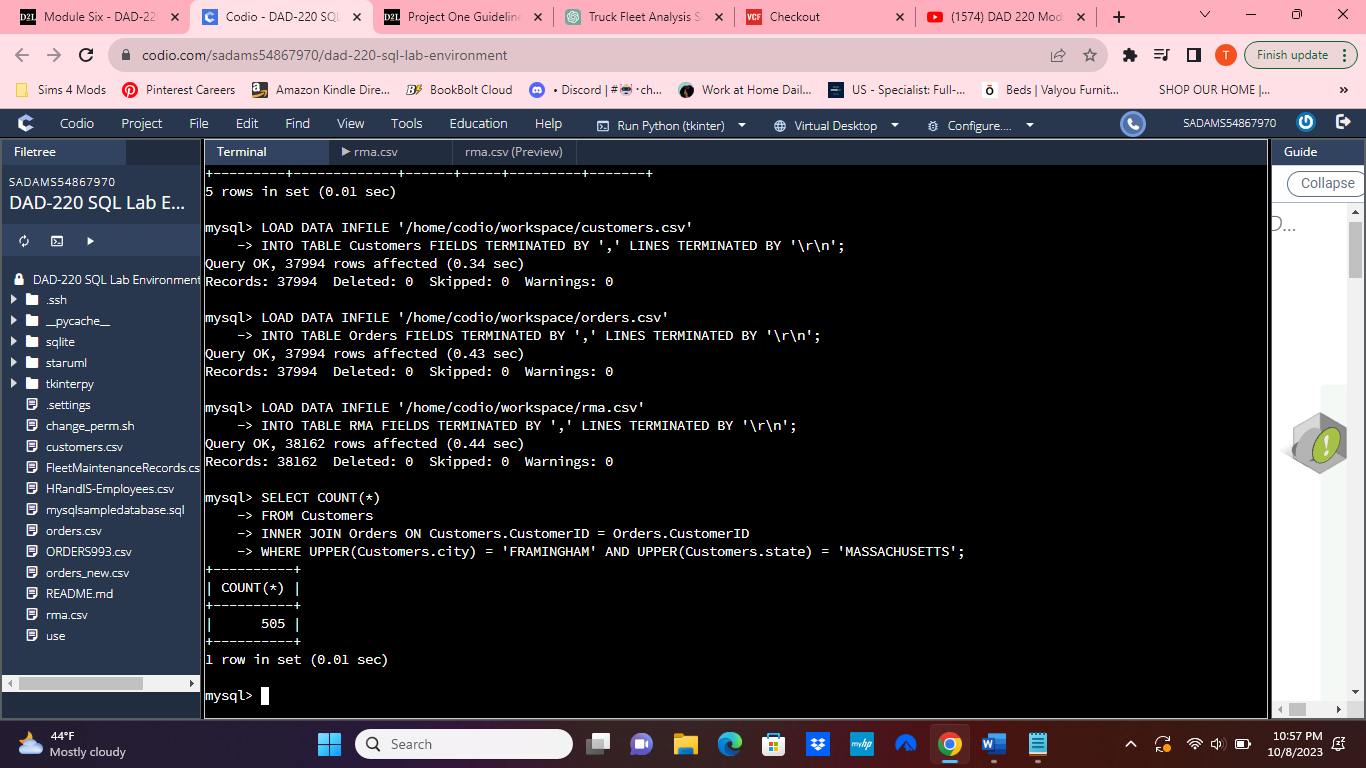 Module Six - DAD-22
Codio - DAD-220 SQL
Project One Guideline
Truck Fleet Analysis S
Checkout
(1574) DAD 220 Mod
codio.com/sadams54867970/dad-220-sql-lab-environment
T
Finish update
Sims 4 Mods
Pinterest Careers
Amazon Kindle Dire...
BookBolt Cloud
• Discord | #
Work at Home Dail...
US - Specialist: Full-...
Beds | Valyou Furnit...
SHOP OUR HOME |...
»
Codio Project File Edit Find View Tools Education Help
Run Python (tkinter)
Virtual Desktop
Configure....
SADAMS54867970
Filetree
Terminal
rma.csv
rma.csv (Preview)
Guide
SADAMS54867970
DAD-220 SQL Lab E...
Collapse
D...
DAD-220 SQL Lab Environment
.ssh
__pycache__
sqlite
staruml
tkinterpy
.settings
change_perm.sh
customers.csv
FleetMaintenanceRecords.cs
HRandIS-Employees.csv
mysqlsampledatabase.sql
orders.csv
ORDERS993.csv
orders_new.csv
README.md
rma.csv
use
+---------+-------------+------+-----+---------+-------+
5 rows in set (0.01 sec)
mysql> LOAD DATA INFILE '/home/codio/workspace/customers.csv'
-> INTO TABLE Customers FIELDS TERMINATED BY ',' LINES TERMINATED BY '\r\n';
Query OK, 37994 rows affected (0.34 sec)
Records: 37994 Deleted: 0 Skipped: 0 Warnings: 0
mysql> LOAD DATA INFILE '/home/codio/workspace/orders.csv'
-> INTO TABLE Orders FIELDS TERMINATED BY ',' LINES TERMINATED BY '\r\n';
Query OK, 37994 rows affected (0.43 sec)
Records: 37994 Deleted: 0 Skipped: 0 Warnings: 0
mysql> LOAD DATA INFILE '/home/codio/workspace/rma.csv'
-> INTO TABLE RMA FIELDS TERMINATED BY ',' LINES TERMINATED BY '\r\n';
Query OK, 38162 rows affected (0.44 sec)
Records: 38162 Deleted: 0 Skipped: 0 Warnings: 0
mysql> SELECT COUNT(*)
-> FROM Customers
-> INNER JOIN Orders ON Customers.CustomerID = Orders.CustomerID
-> WHERE UPPER(Customers.city) = 'FRAMINGHAM' AND UPPER(Customers.state) = 'MASSACHUSETTS';
+----------+
| COUNT(*) |
+----------+
| 505 |
+----------+
1 row in set (0.01 sec)
mysql>
44°F
Mostly cloudy
Search
10:57 PM
10/8/2023